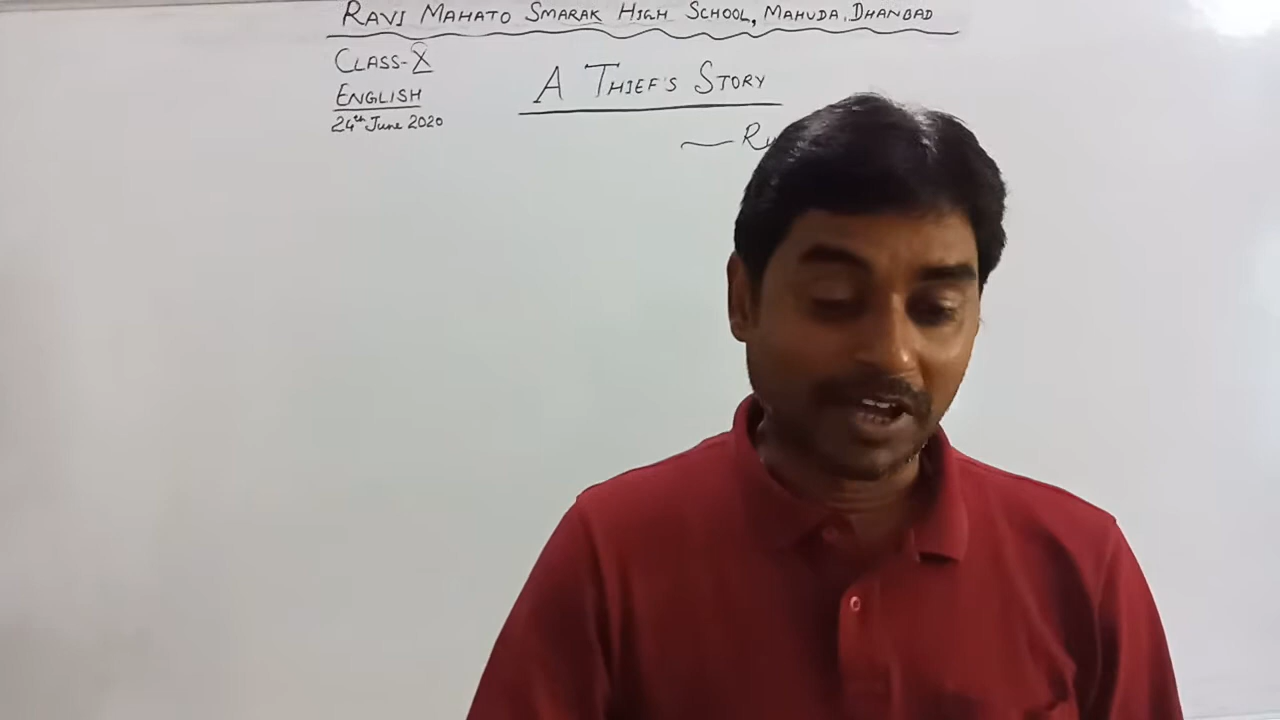 RAVI MAHATO SMARAK HIGH SCHOOL, MAHUDA, DHANBAD
CLASS-X
A THIEF'S STORY
ENGLISH
24th June 2020